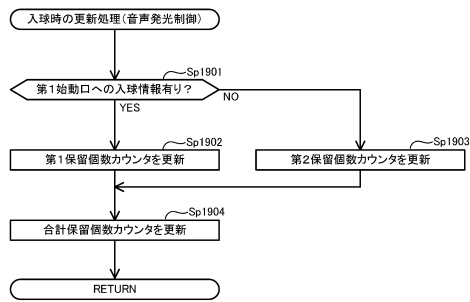 入球時の更新処理(音声発光制御)
Sp1901
第1始動口への入球情報有り?
YES
NO
Sp1902
第1保留個数カウンタを更新
Sp1903
第2保留個数カウンタを更新
Sp1904
合計保留個数カウンタを更新
RETURN